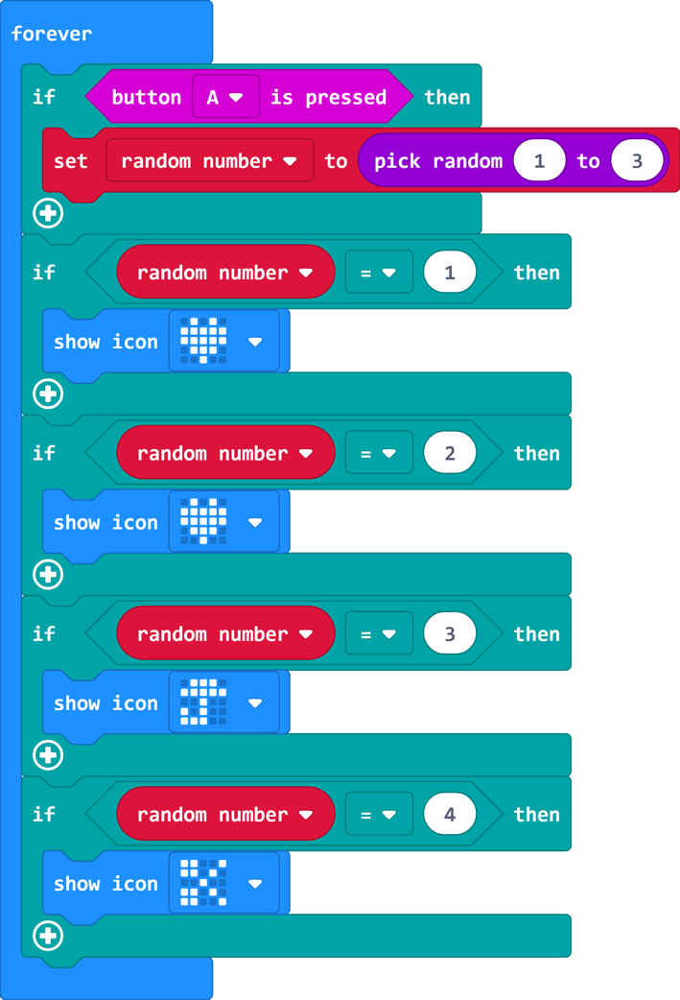 forever
if button A is pressed then
set random number to pick random 1 to 3
if random number = 1 then
show icon
if random number = 2 then
show icon
if random number = 3 then
show icon
if random number = 4 then
show icon